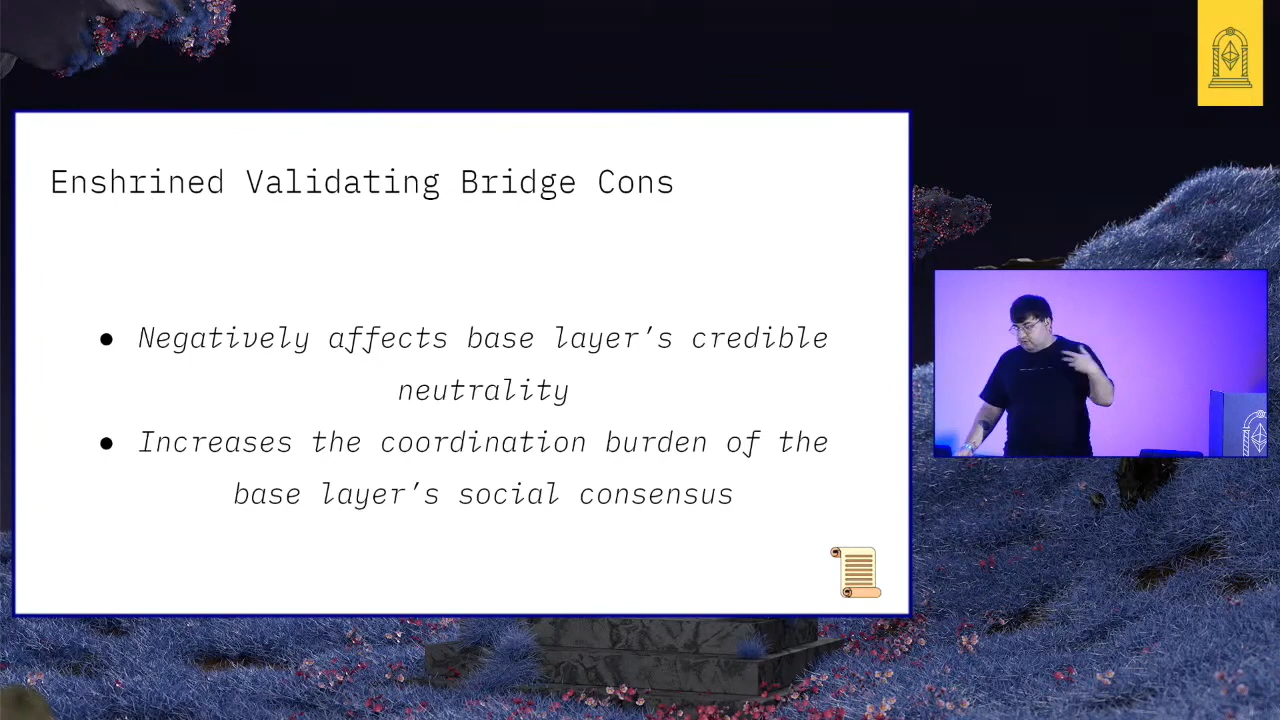 Enshrined Validating Bridge Cons
● Negatively affects base layer’s credible
neutrality
● Increases the coordination burden of the
base layer’s social consensus